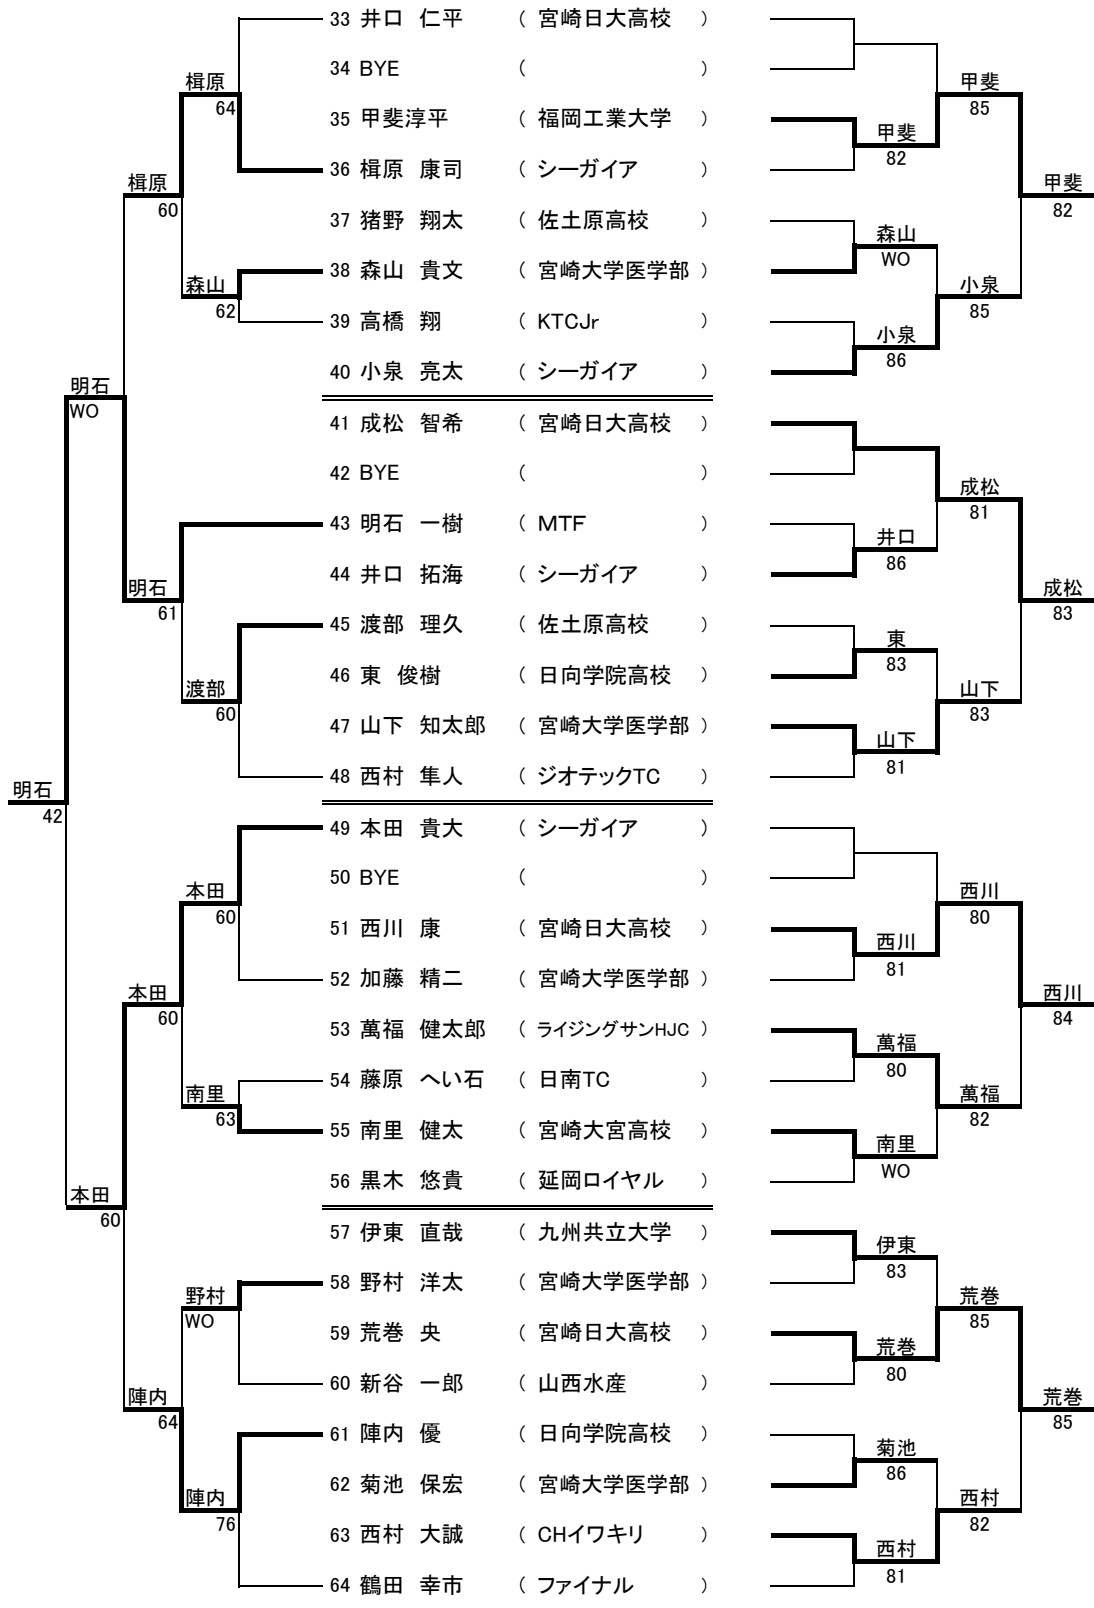 33 井口 仁平 ( 宮崎日大高校 )
34 BYE ( )
楫原
甲斐
64
85
35 甲斐淳平 ( 福岡工業大学 )
甲斐
82
36 楫原 康司 ( シーガイア )
楫原
甲斐
60
82
37 猪野 翔太 ( 佐土原高校 )
森山
WO
38 森山 貴文 ( 宮崎大学医学部 )
森山
小泉
62
85
39 高橋 翔 ( KTCJr )
小泉
86
40 小泉 亮太 ( シーガイア )
明石
WO
41 成松 智希 ( 宮崎日大高校 )
42 BYE ( )
成松
81
43 明石 一樹 ( MTF )
井口
86
44 井口 拓海 ( シーガイア )
明石
成松
61
83
45 渡部 理久 ( 佐土原高校 )
東
83
46 東 俊樹 ( 日向学院高校 )
渡部
山下
60
83
47 山下 知太郎 ( 宮崎大学医学部 )
山下
81
48 西村 隼人 ( ジオテックTC )
明石
42
49 本田 貴大 ( シーガイア )
50 BYE ( )
本田
西川
60
80
51 西川 康 ( 宮崎日大高校 )
西川
81
52 加藤 精二 ( 宮崎大学医学部 )
本田
西川
60
84
53 萬福 健太郎 ( ライジングサンHJC )
萬福
80
54 藤原 へい石 ( 日南TC )
南里
萬福
63
82
55 南里 健太 ( 宮崎大宮高校 )
南里
WO
56 黒木 悠貴 ( 延岡ロイヤル )
本田
60
57 伊東 直哉 ( 九州共立大学 )
伊東
83
58 野村 洋太 ( 宮崎大学医学部 )
野村
荒巻
WO
85
59 荒巻 央 ( 宮崎日大高校 )
荒巻
80
60 新谷 一郎 ( 山西水産 )
陣内
荒巻
64
85
61 陣内 優 ( 日向学院高校 )
菊池
86
62 菊池 保宏 ( 宮崎大学医学部 )
陣内
西村
76
82
63 西村 大誠 ( CHイワキリ )
西村
81
64 鶴田 幸市 ( ファイナル )